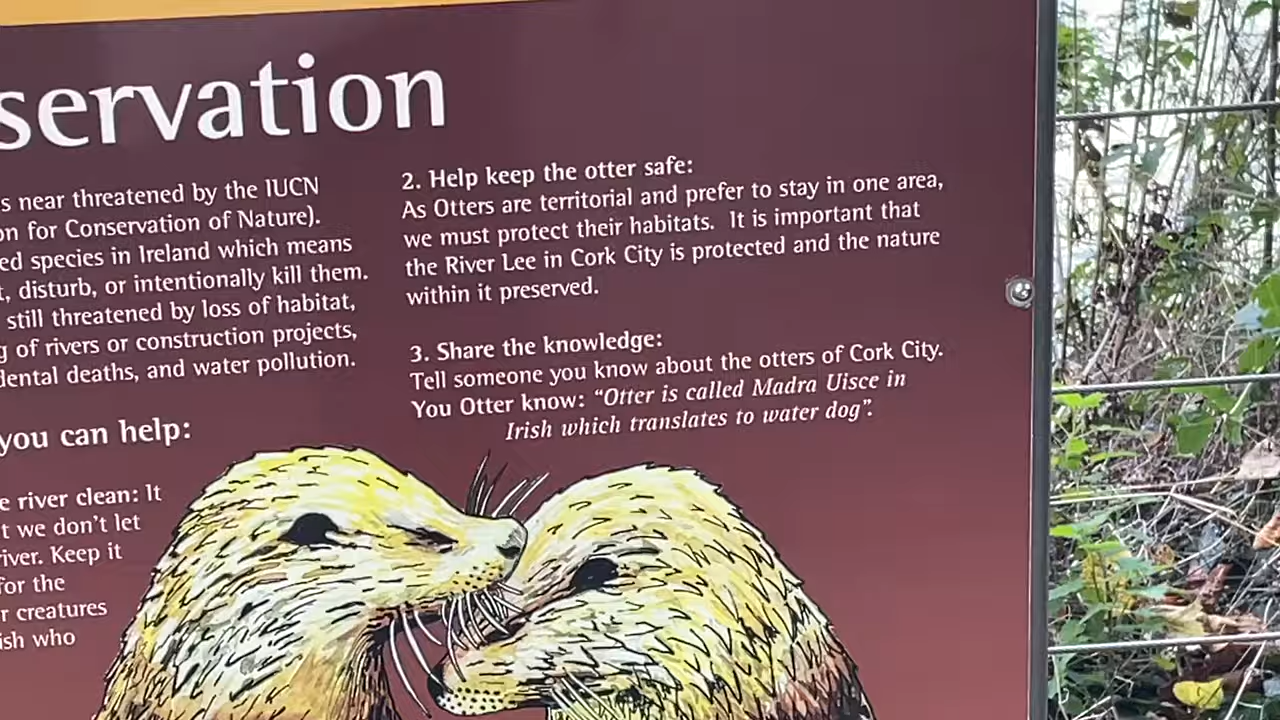 servation
s near threatened by the IUCN
on for Conservation of Nature).
ed species in Ireland which means
t, disturb, or intentionally kill them.
still threatened by loss of habitat,
g of rivers or construction projects,
dental deaths, and water pollution.
you can help:
e river clean: It
t we don't let
river. Keep it
for the
r creatures
ish who
2. Help keep the otter safe:
As Otters are territorial and prefer to stay in one area,
we must protect their habitats. It is important that
the River Lee in Cork City is protected and the nature
within it preserved.
3. Share the knowledge:
Tell someone you know about the otters of Cork City.
You Otter know: “Otter is called Madra Uisce in
Irish which translates to water dog”.